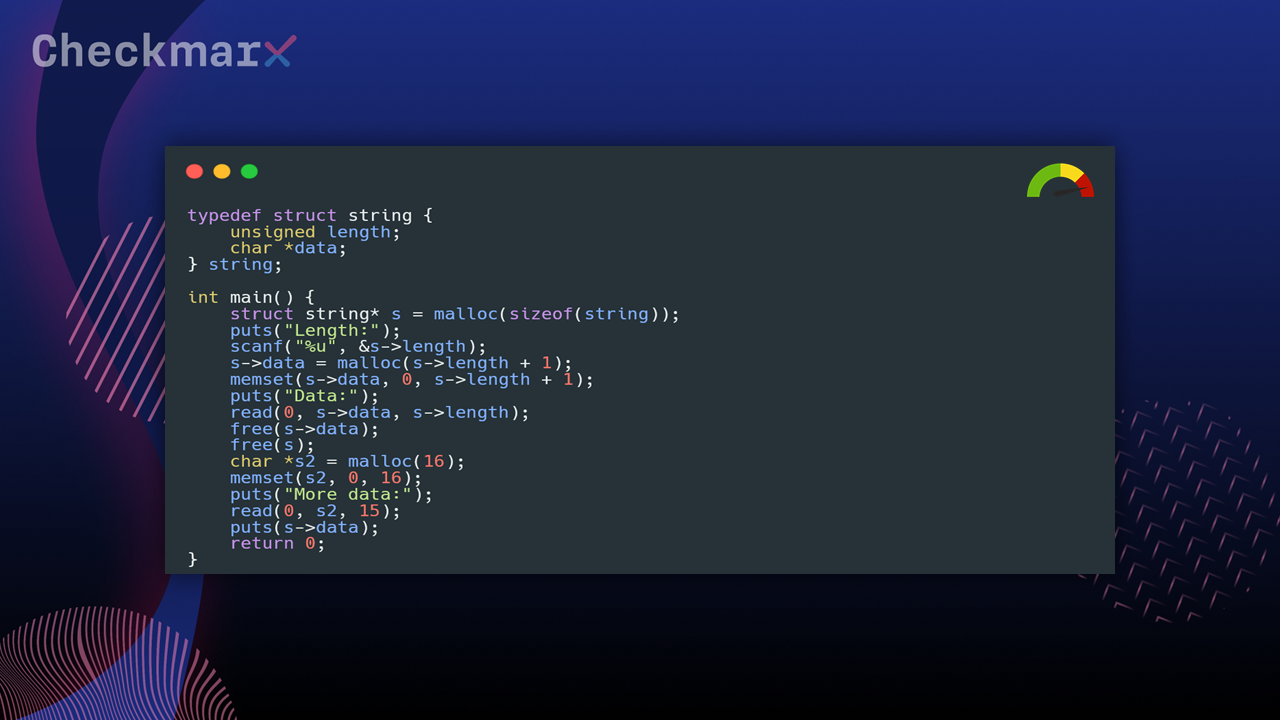 Checkmarx
typedef struct string {
    unsigned length;
    char *data;
} string;

int main() {
    struct string* s = malloc(sizeof(string));
    puts("Length:");
    scanf("%u", &s->length);
    s->data = malloc(s->length + 1);
    memset(s->data, 0, s->length + 1);
    puts("Data:");
    read(0, s->data, s->length);
    free(s->data);
    free(s);
    char *s2 = malloc(16);
    memset(s2, 0, 16);
    puts("More data:");
    read(0, s2, 15);
    puts(s->data);
    return 0;
}